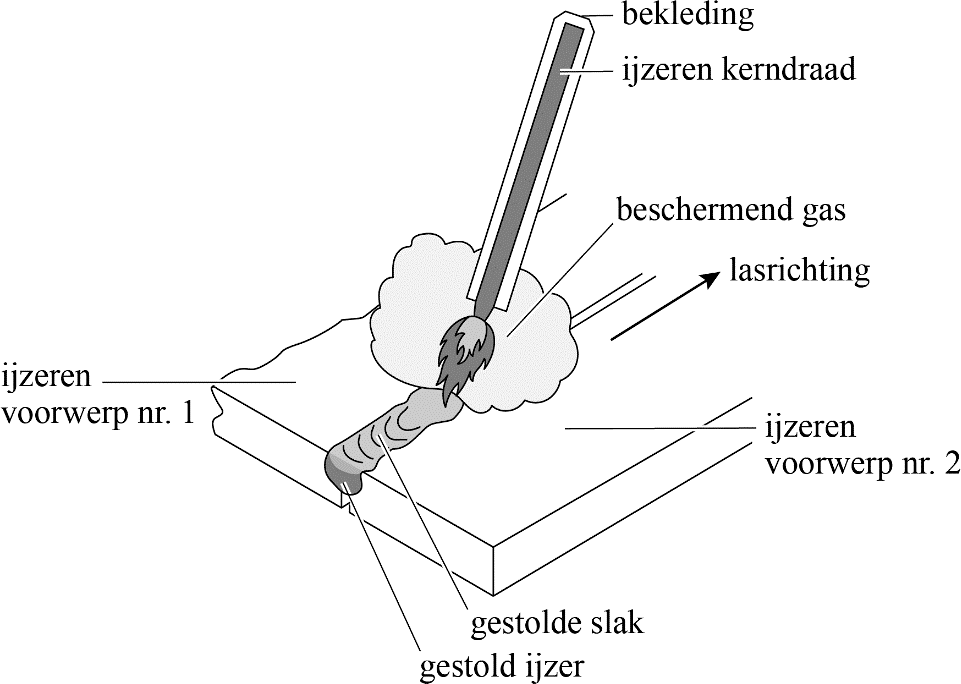 bekleding
ijzeren kerndraad
beschermend gas
lasrichting
ijzeren
voorwerp nr. 1
ijzeren
voorwerp nr. 2
gestolde slak
gestold ijzer